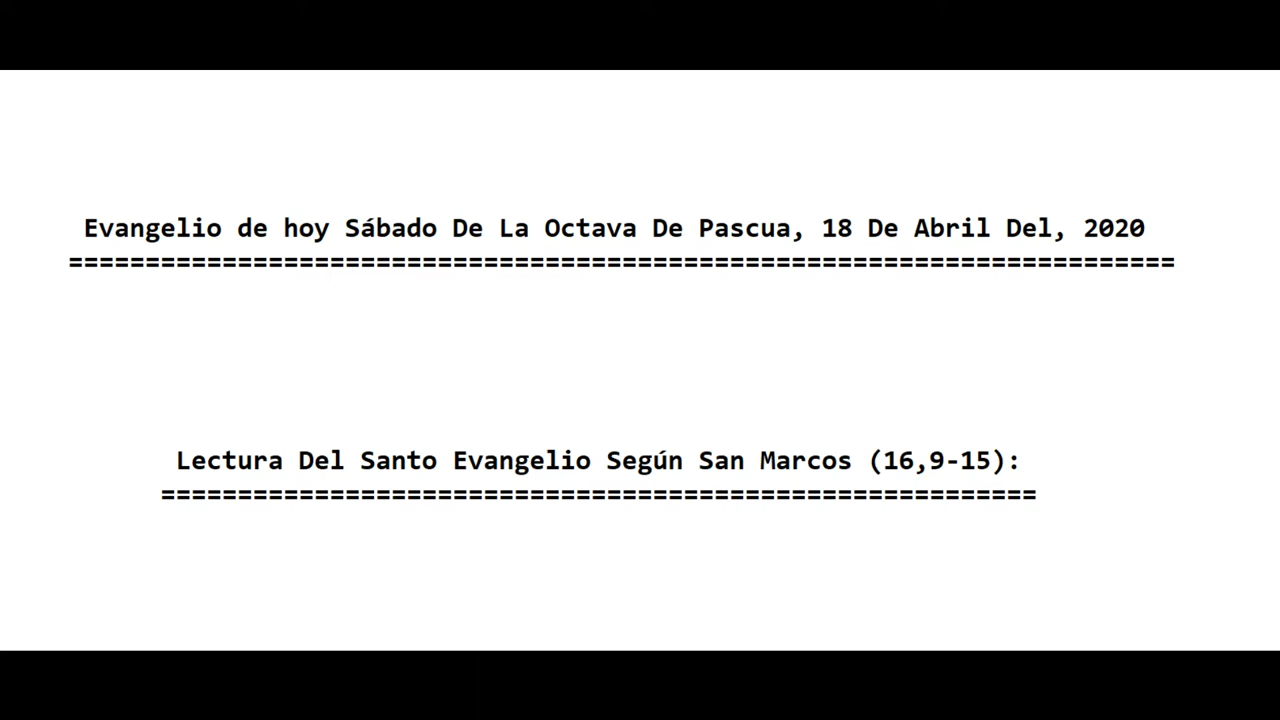 Evangelio de hoy Sábado De La Octava De Pascua, 18 De Abril Del, 2020
========================================================================
Lectura Del Santo Evangelio Según San Marcos (16,9-15):
=========================================================